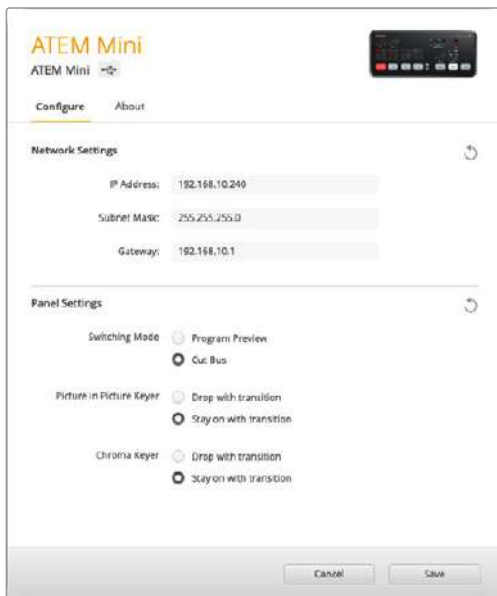 ATEM Mini
ATEM Mini
Configure About
Network Settings
IP Address: 192.168.10.240
Subnet Mask: 255.255.255.0
Gateway: 192.168.10.1
Panel Settings
Switching Mode Program Preview
Cut Bus
Picture in Picture Keyer Drop with transition
Stay on with transition
Chroma Keyer Drop with transition
Stay on with transition
Cancel Save